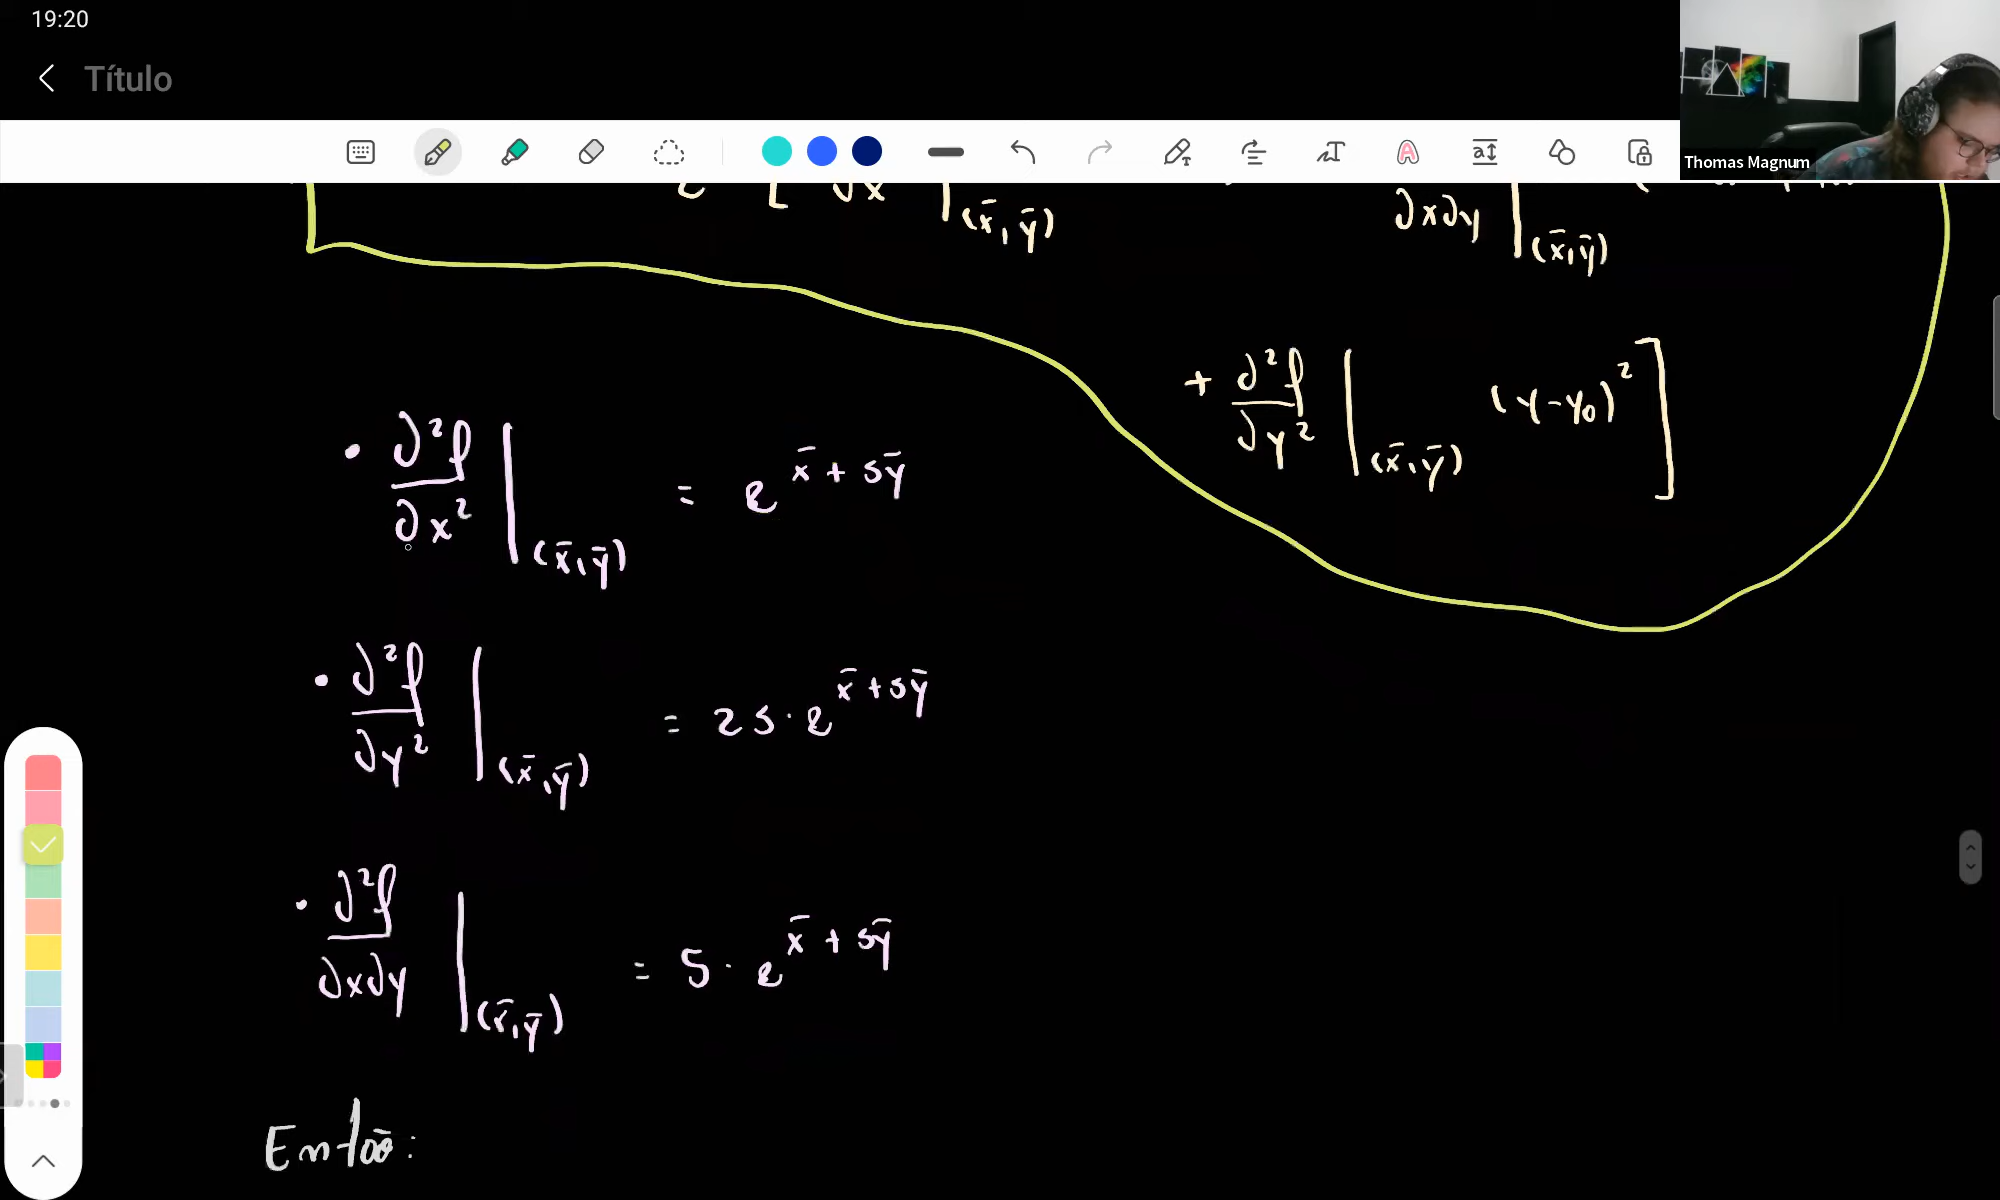 19:20
Título
Thomas Magnum
∂x
(x̄, ȳ)
∂x∂y
(x̄, ȳ)
+ ∂²f/∂y² |(x̄, ȳ) (y-y₀)² ]
• ∂²f/∂x² |(x̄, ȳ) = e^(x̄ + 5ȳ)
• ∂²f/∂y² |(x̄, ȳ) = 25 · e^(x̄ + 5ȳ)
• ∂²f/∂x∂y |(x̄, ȳ) = 5 · e^(x̄ + 5ȳ)
Então: